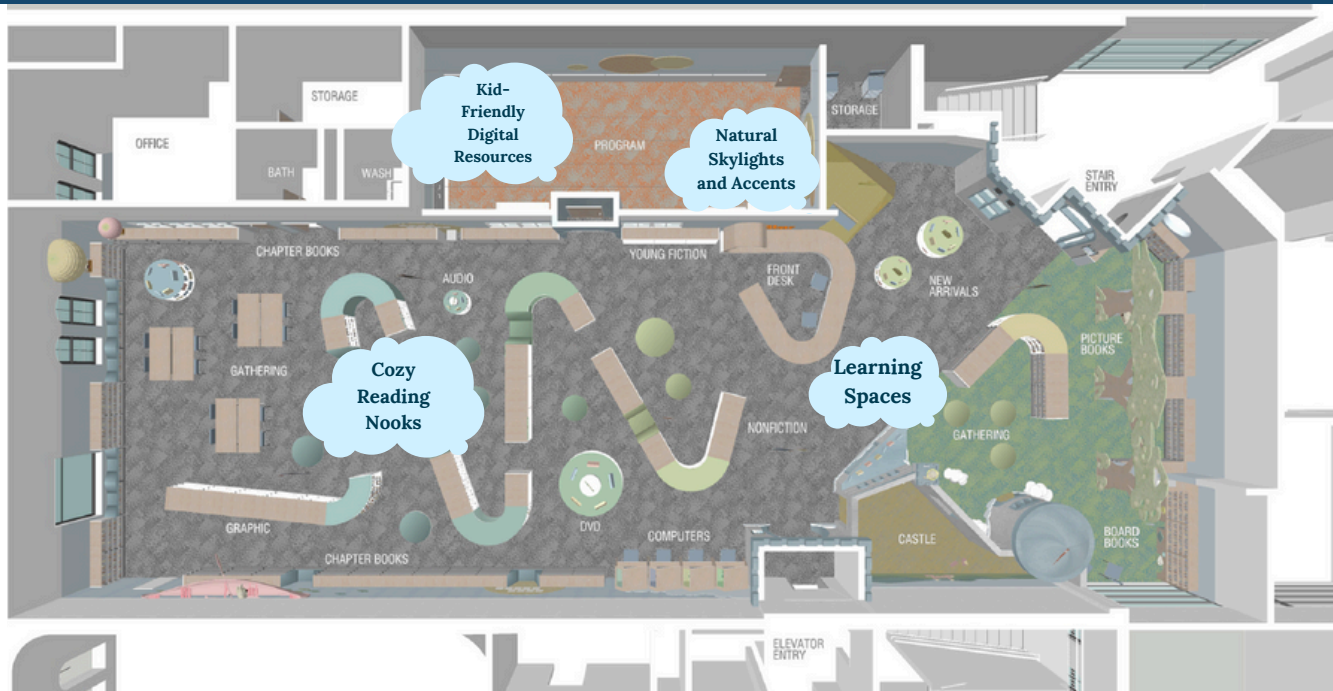 Kid-
Friendly
Digital
Resources
Natural
Skylights
and Accents
STORAGE
STORAGE
OFFICE
PROGRAM
BATH
WASH
STAIR
ENTRY
CHAPTER BOOKS
YOUNG FICTION
AUDIO
FRONT
DESK
NEW
ARRIVALS
PICTURE
BOOKS
GATHERING
Cozy
Reading
Nooks
Learning
Spaces
NONFICTION
GATHERING
GRAPHIC
DVD
COMPUTERS
CASTLE
BOARD
BOOKS
CHAPTER BOOKS
ELEVATOR
ENTRY